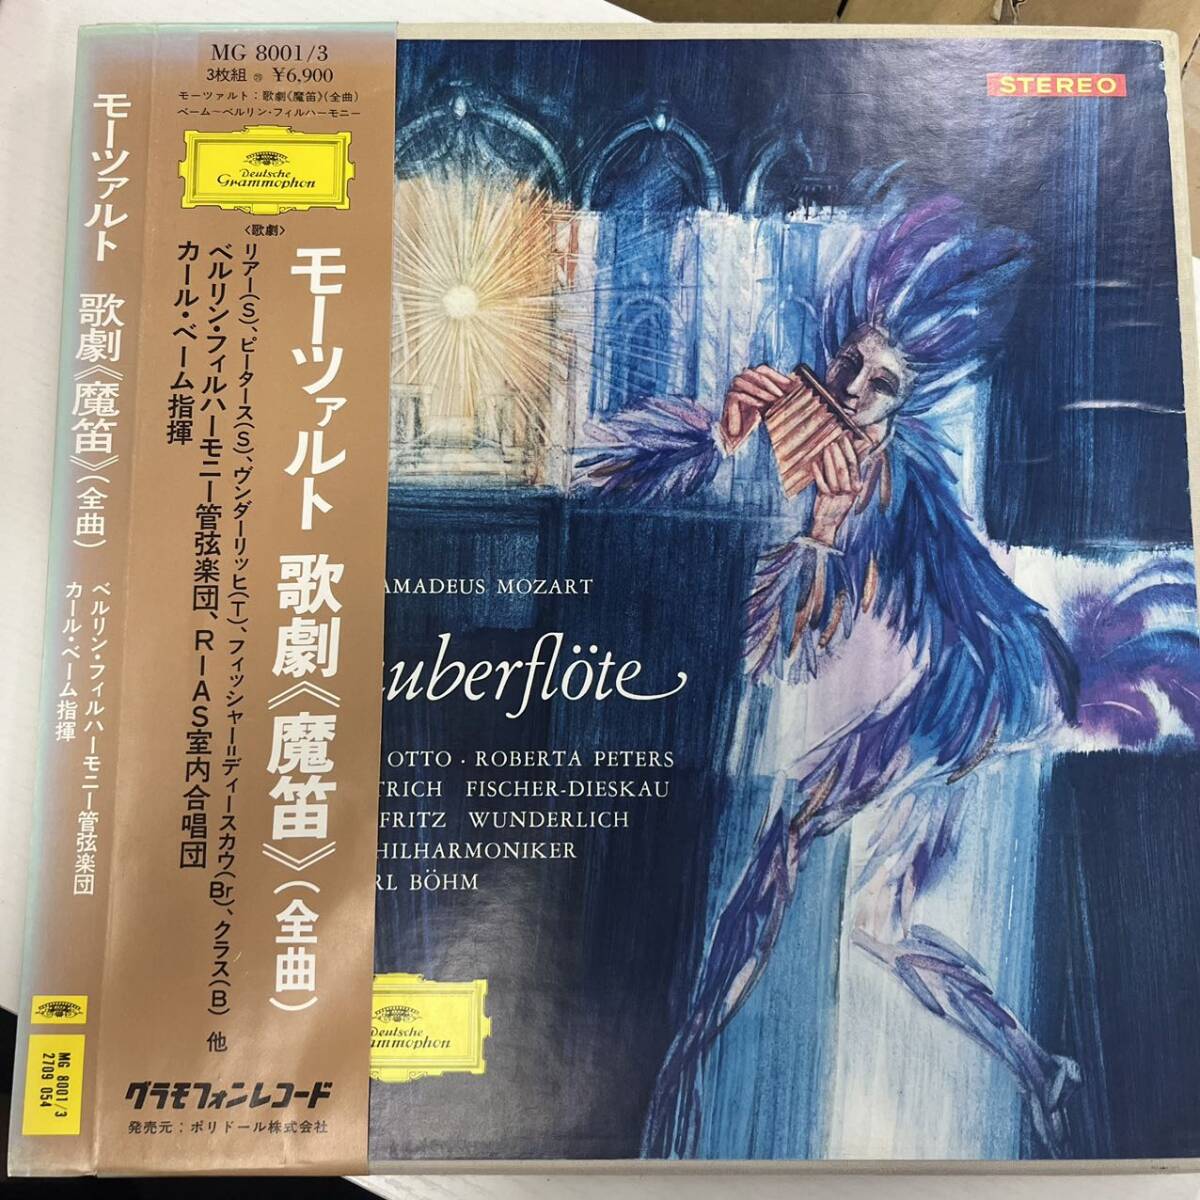 モーツァルト 歌劇《魔笛》(全曲)
ベルリン・フィルハーモニー管弦楽団
カール・ベーム指揮
MG 8001/3
2709 054
MG 8001/3
3枚組 ¥6,900
モーツァルト:歌劇《魔笛》(全曲)
ベーム〜ベルリン・フィルハーモニー
Deutsche
Grammophon
〈歌劇〉
モーツァルト 歌劇《魔笛》(全曲)
リアー(S)、ピータース(S)、ヴンダーリッヒ(T)、フィッシャー=ディースカウ(Br)、クラス(B) 他
ベルリン・フィルハーモニー管弦楽団、RIAS室内合唱団
カール・ベーム指揮
グラモフォンレコード
発売元:ポリドール株式会社
STEREO
AMADEUS MOZART
uberflöte
OTTO · ROBERTA PETERS
TRICH FISCHER-DIESKAU
FRITZ WUNDERLICH
HILHARMONIKER
RL BÖHM
Deutsche
ammophon